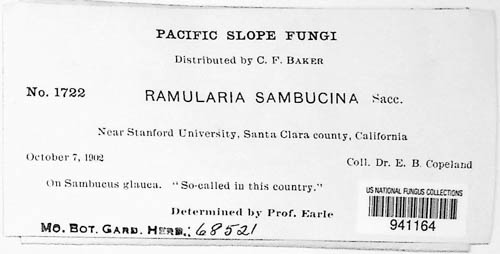 PACIFIC SLOPE FUNGI
Distributed by C. F. BAKER
No. 1722 RAMULARIA SAMBUCINA Sacc.
Near Stanford University, Santa Clara county, California
October 7, 1902 Coll. Dr. E. B. Copeland
On Sambucus glauca. "So-called in this country."
US NATIONAL FUNGUS COLLECTIONS
941164
Determined by Prof. Earle
MO. BOT. GARD. HERB.: 68521